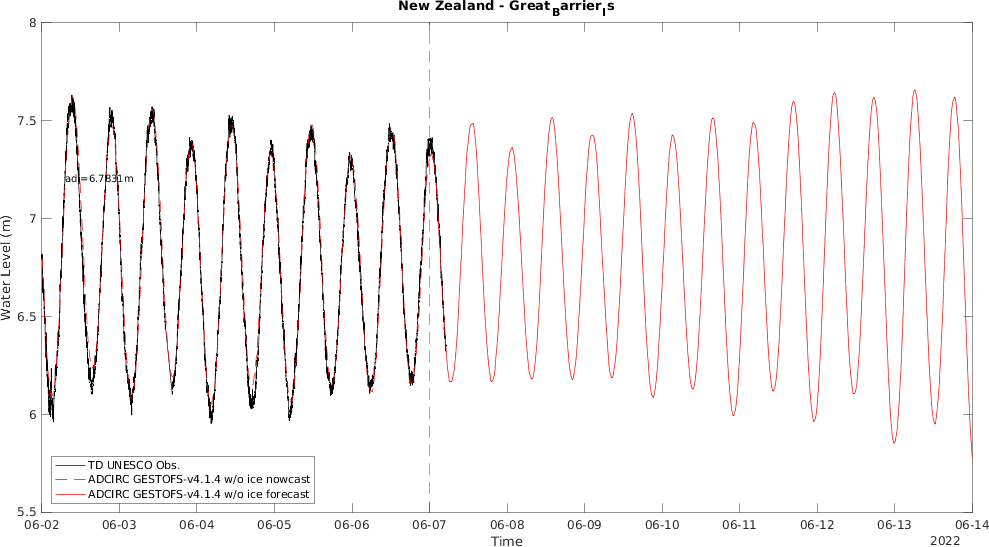 New Zealand - Great_Barrier_Is
8
7.5
7
6.5
6
5.5
Water Level (m)
adj=6.7831m
TD UNESCO Obs.
ADCIRC GESTOFS-v4.1.4 w/o ice nowcast
ADCIRC GESTOFS-v4.1.4 w/o ice forecast
06-02 06-03 06-04 06-05 06-06 06-07 06-08 06-09 06-10 06-11 06-12 06-13 06-14
Time
2022